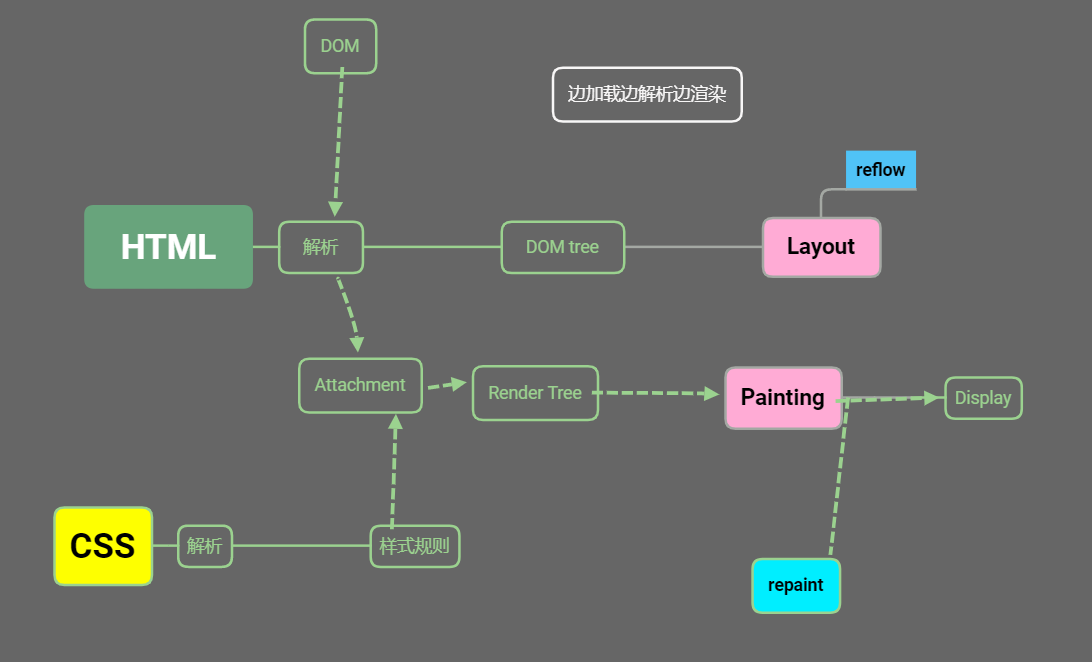 DOM
边加载边解析边渲染
reflow
HTML
解析
DOM tree
Layout
Attachment
Render Tree
Painting
Display
CSS
解析
样式规则
repaint